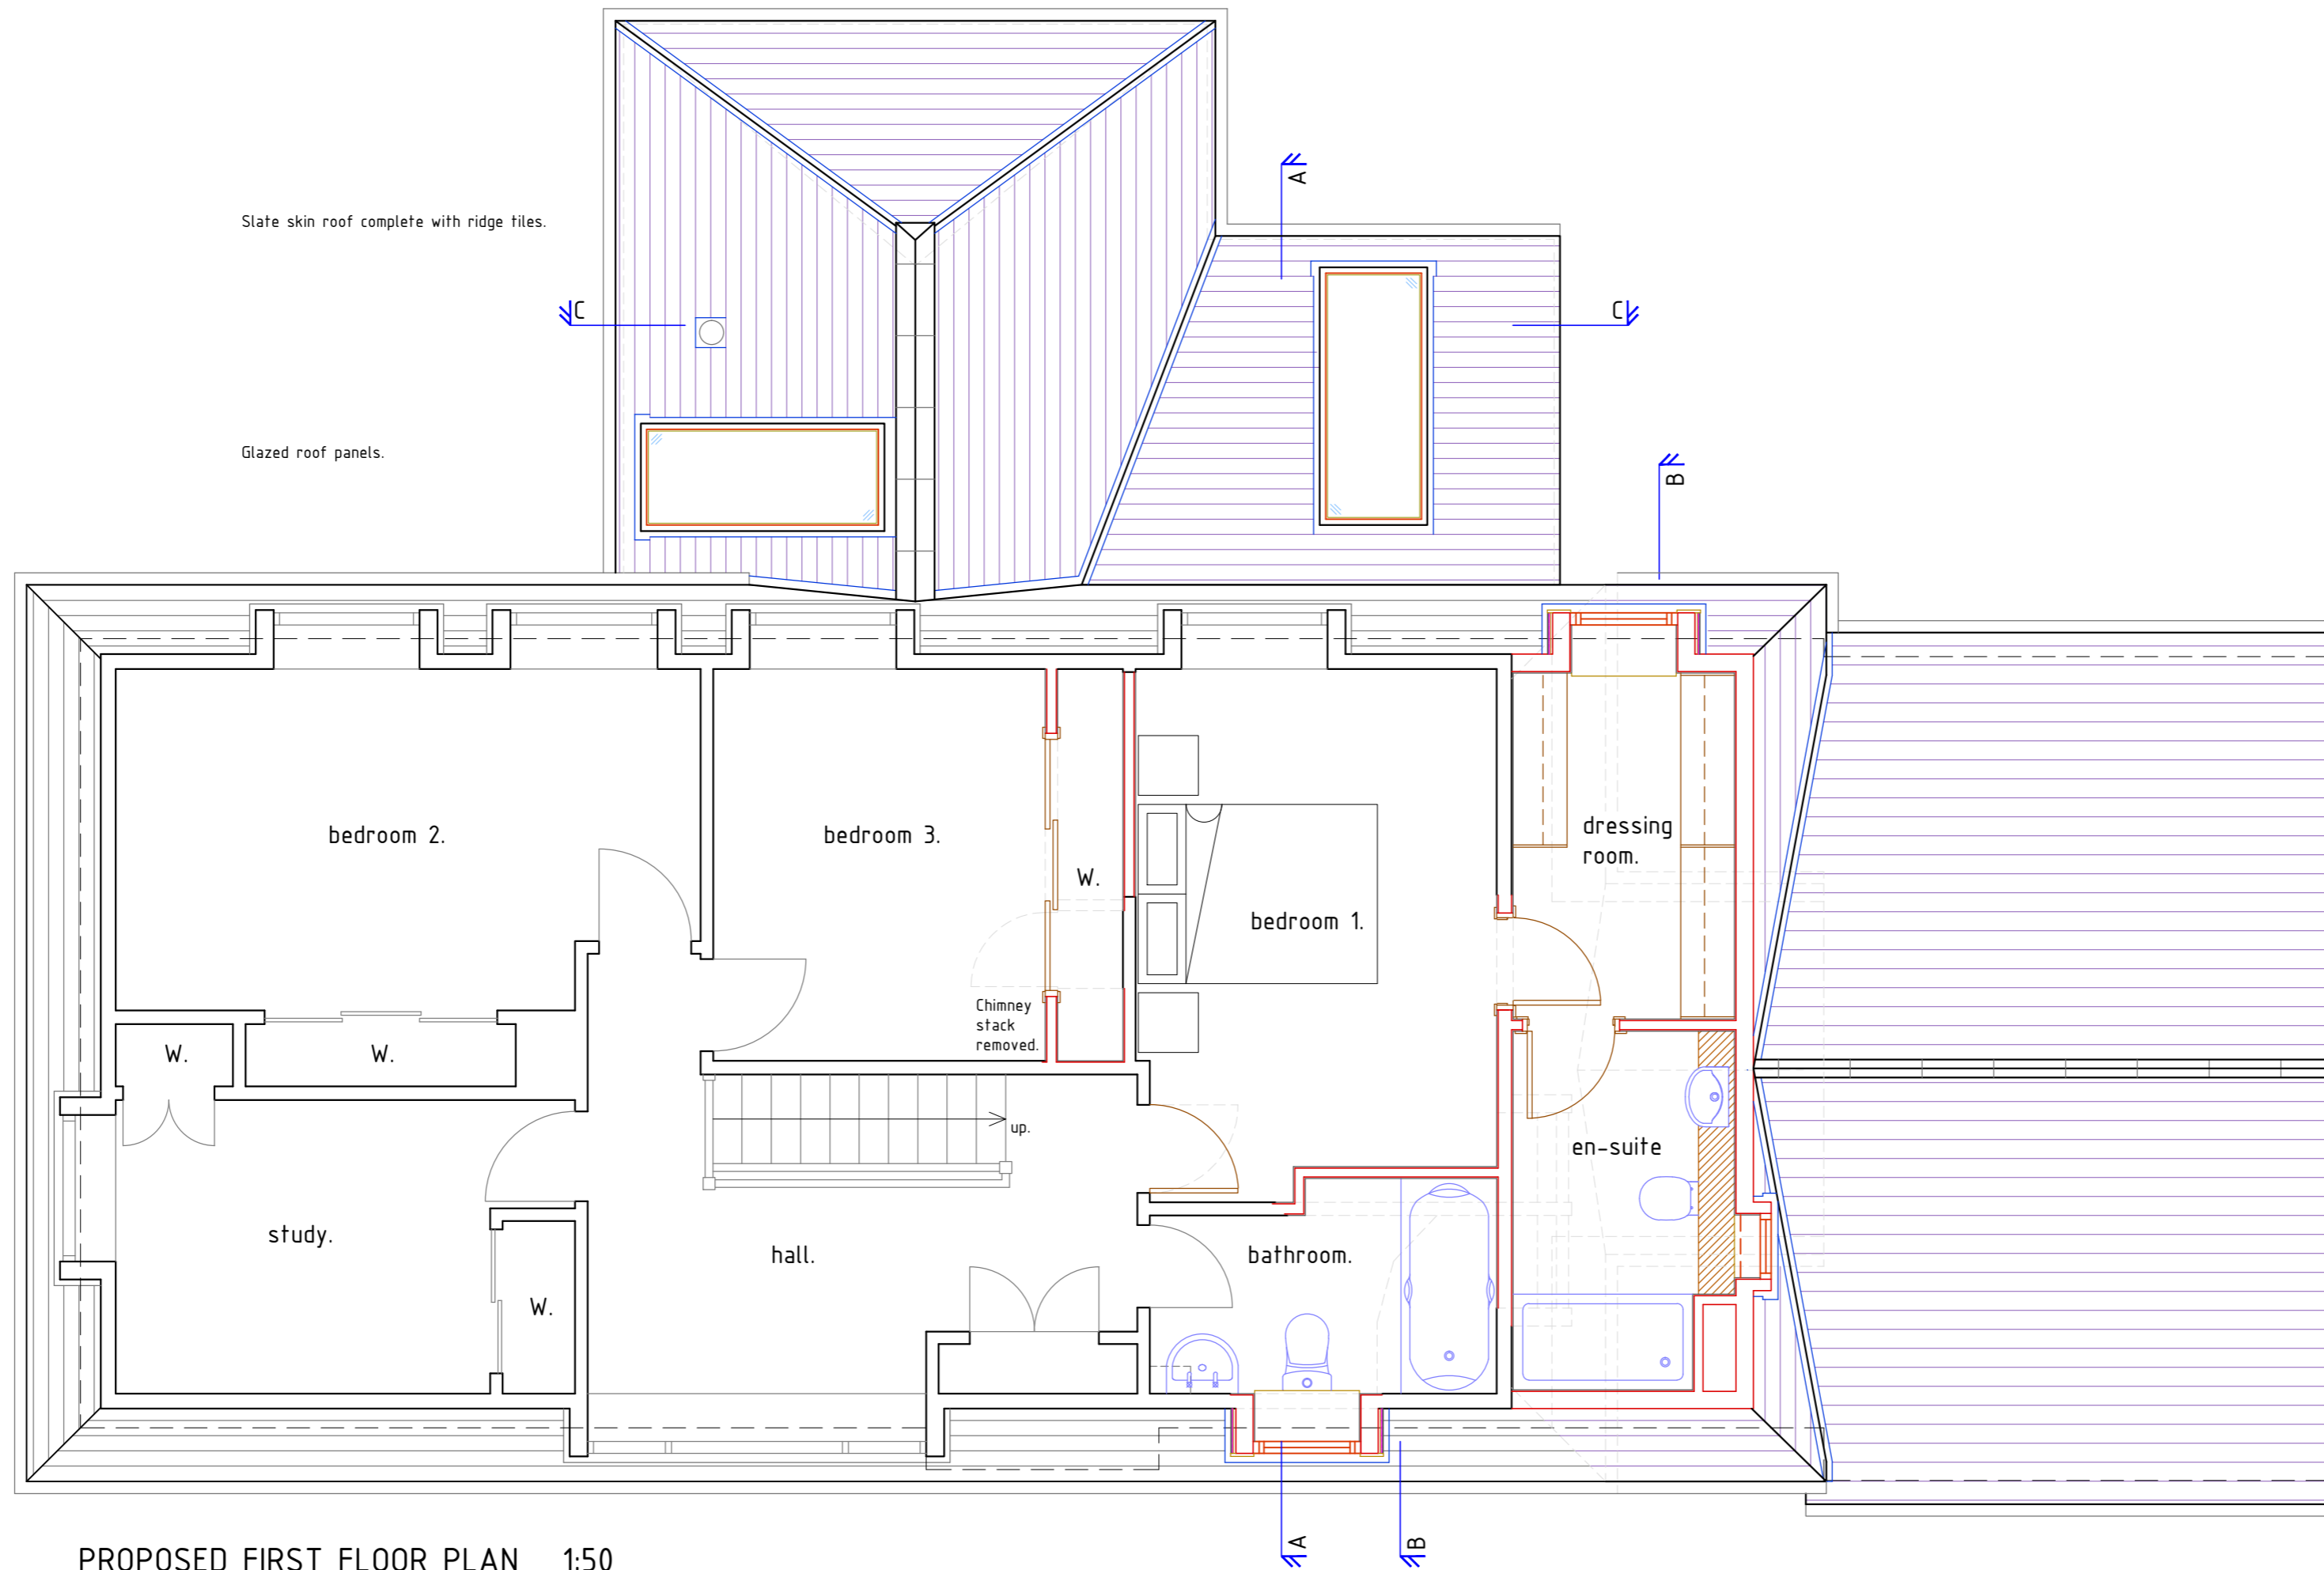 A
Slate skin roof complete with ridge tiles.
C
C
Glazed roof panels.
B
bedroom 2.
bedroom 3.
dressing
room.
W.
bedroom 1.
Chimney
stack
removed.
W.
W.
up.
en-suite
study.
hall.
bathroom.
W.
A
B
PROPOSED FIRST FLOOR PLAN 1:50